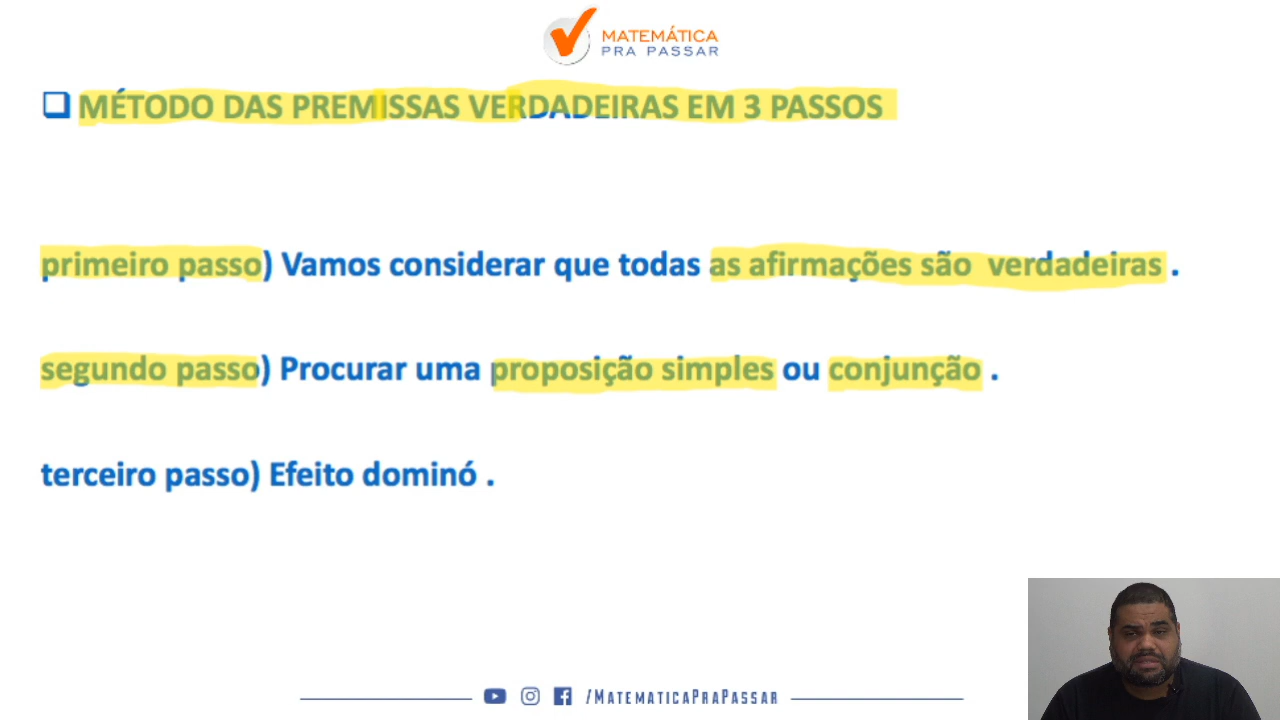 MATEMÁTICA
PRA PASSAR
MÉTODO DAS PREMISSAS VERDADEIRAS EM 3 PASSOS
primeiro passo) Vamos considerar que todas as afirmações são verdadeiras .
segundo passo) Procurar uma proposição simples ou conjunção .
terceiro passo) Efeito dominó .
/MATEMATICAPRAPASSAR